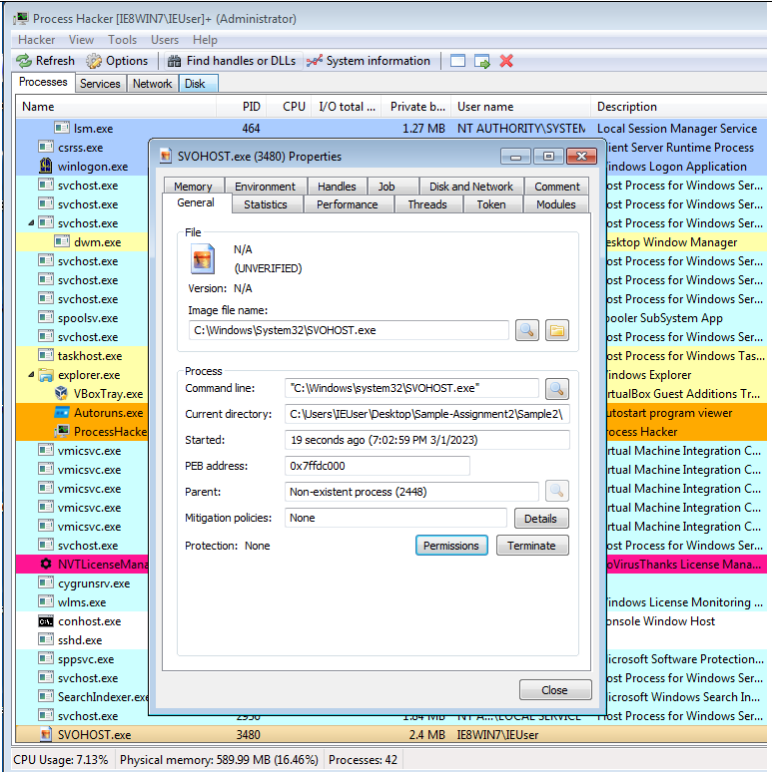 Process Hacker [IE8WIN7\IEUser]+ (Administrator)
Hacker View Tools Users Help
Refresh Options Find handles or DLLs System information
Processes Services Network Disk
Name PID CPU I/O total ... Private b... User name Description
lsm.exe 464 1.27 MB NT AUTHORITY\SYSTEM Local Session Manager Service
csrss.exe ient Server Runtime Process
winlogon.exe indows Logon Application
svchost.exe ost Process for Windows Ser...
svchost.exe ost Process for Windows Ser...
svchost.exe ost Process for Windows Ser...
dwm.exe esktop Window Manager
svchost.exe ost Process for Windows Ser...
svchost.exe ost Process for Windows Ser...
svchost.exe ost Process for Windows Ser...
spoolsv.exe pooler SubSystem App
svchost.exe ost Process for Windows Ser...
taskhost.exe ost Process for Windows Tas...
explorer.exe indows Explorer
VBoxTray.exe irtualBox Guest Additions Tr...
Autoruns.exe utostart program viewer
ProcessHacke rocess Hacker
vmicsvc.exe irtual Machine Integration C...
vmicsvc.exe irtual Machine Integration C...
vmicsvc.exe irtual Machine Integration C...
vmicsvc.exe irtual Machine Integration C...
vmicsvc.exe irtual Machine Integration C...
svchost.exe ost Process for Windows Ser...
NVTLicenseMana oVirusThanks License Mana...
cygrunsrv.exe
wlms.exe indows License Monitoring ...
conhost.exe onsole Window Host
sshd.exe
sppsvc.exe icrosoft Software Protection...
svchost.exe ost Process for Windows Ser...
SearchIndexer.exe icrosoft Windows Search In...
svchost.exe 2956 1.84 MB NT A...\LOCAL SERVICE Host Process for Windows Ser...
SVOHOST.exe 3480 2.4 MB IE8WIN7\IEUser
CPU Usage: 7.13% Physical memory: 589.99 MB (16.46%) Processes: 42
SVOHOST.exe (3480) Properties
Memory Environment Handles Job Disk and Network Comment
General Statistics Performance Threads Token Modules
File
N/A
(UNVERIFIED)
Version: N/A
Image file name:
C:\Windows\System32\SVOHOST.exe
Process
Command line: "C:\Windows\system32\SVOHOST.exe"
Current directory: C:\Users\IEUser\Desktop\Sample-Assignment2\Sample2\
Started: 19 seconds ago (7:02:59 PM 3/1/2023)
PEB address: 0x7ffdc000
Parent: Non-existent process (2448)
Mitigation policies: None Details
Protection: None Permissions Terminate
Close